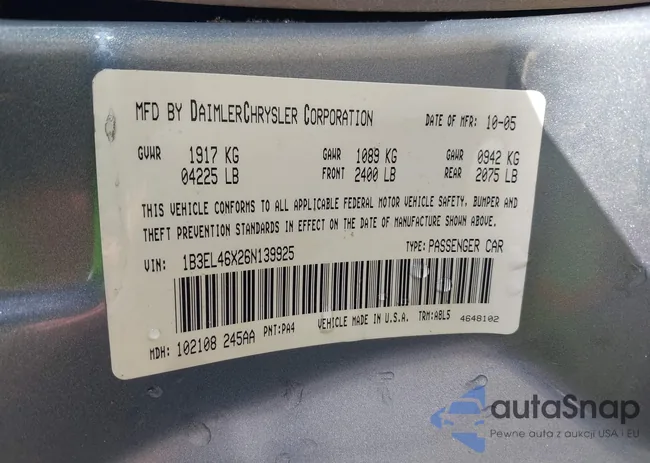 MFD BY DAIMLERCHRYSLER CORPORATION DATE OF MFR: 10-05
GVWR 1917 KG GAWR 1089 KG GAWR 0942 KG
04225 LB FRONT 2400 LB REAR 2075 LB
THIS VEHICLE CONFORMS TO ALL APPLICABLE FEDERAL MOTOR VEHICLE SAFETY, BUMPER AND
THEFT PREVENTION STANDARDS IN EFFECT ON THE DATE OF MANUFACTURE SHOWN ABOVE.
VIN: 1B3EL46X26N139925 TYPE: PASSENGER CAR
MDH: 102108 245AA PNT: PA4 VEHICLE MADE IN U.S.A. TRM: ABL5 4648102
autoSnap
Pewne auta z aukcji USA i EU